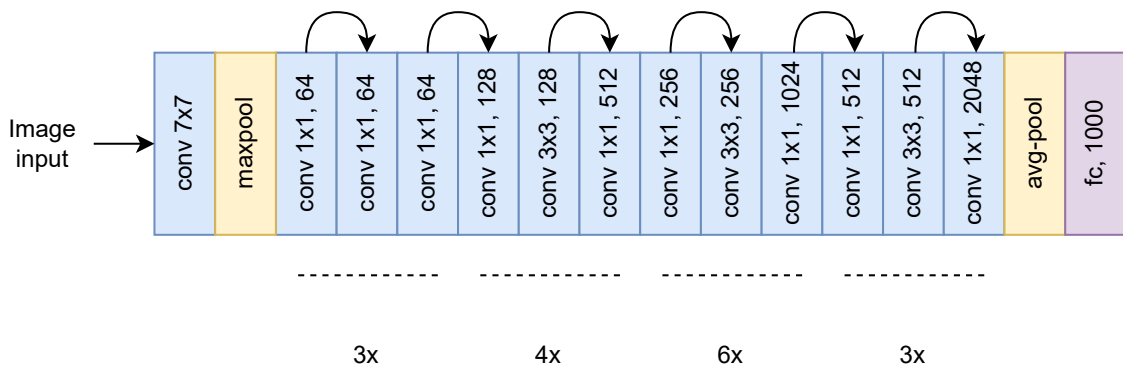 Image
input
conv 7x7
maxpool
conv 1x1, 64
conv 1x1, 64
conv 1x1, 64
conv 1x1, 128
conv 3x3, 128
conv 1x1, 512
conv 1x1, 256
conv 3x3, 256
conv 1x1, 1024
conv 1x1, 512
conv 3x3, 512
conv 1x1, 2048
avg-pool
fc, 1000
3x
4x
6x
3x